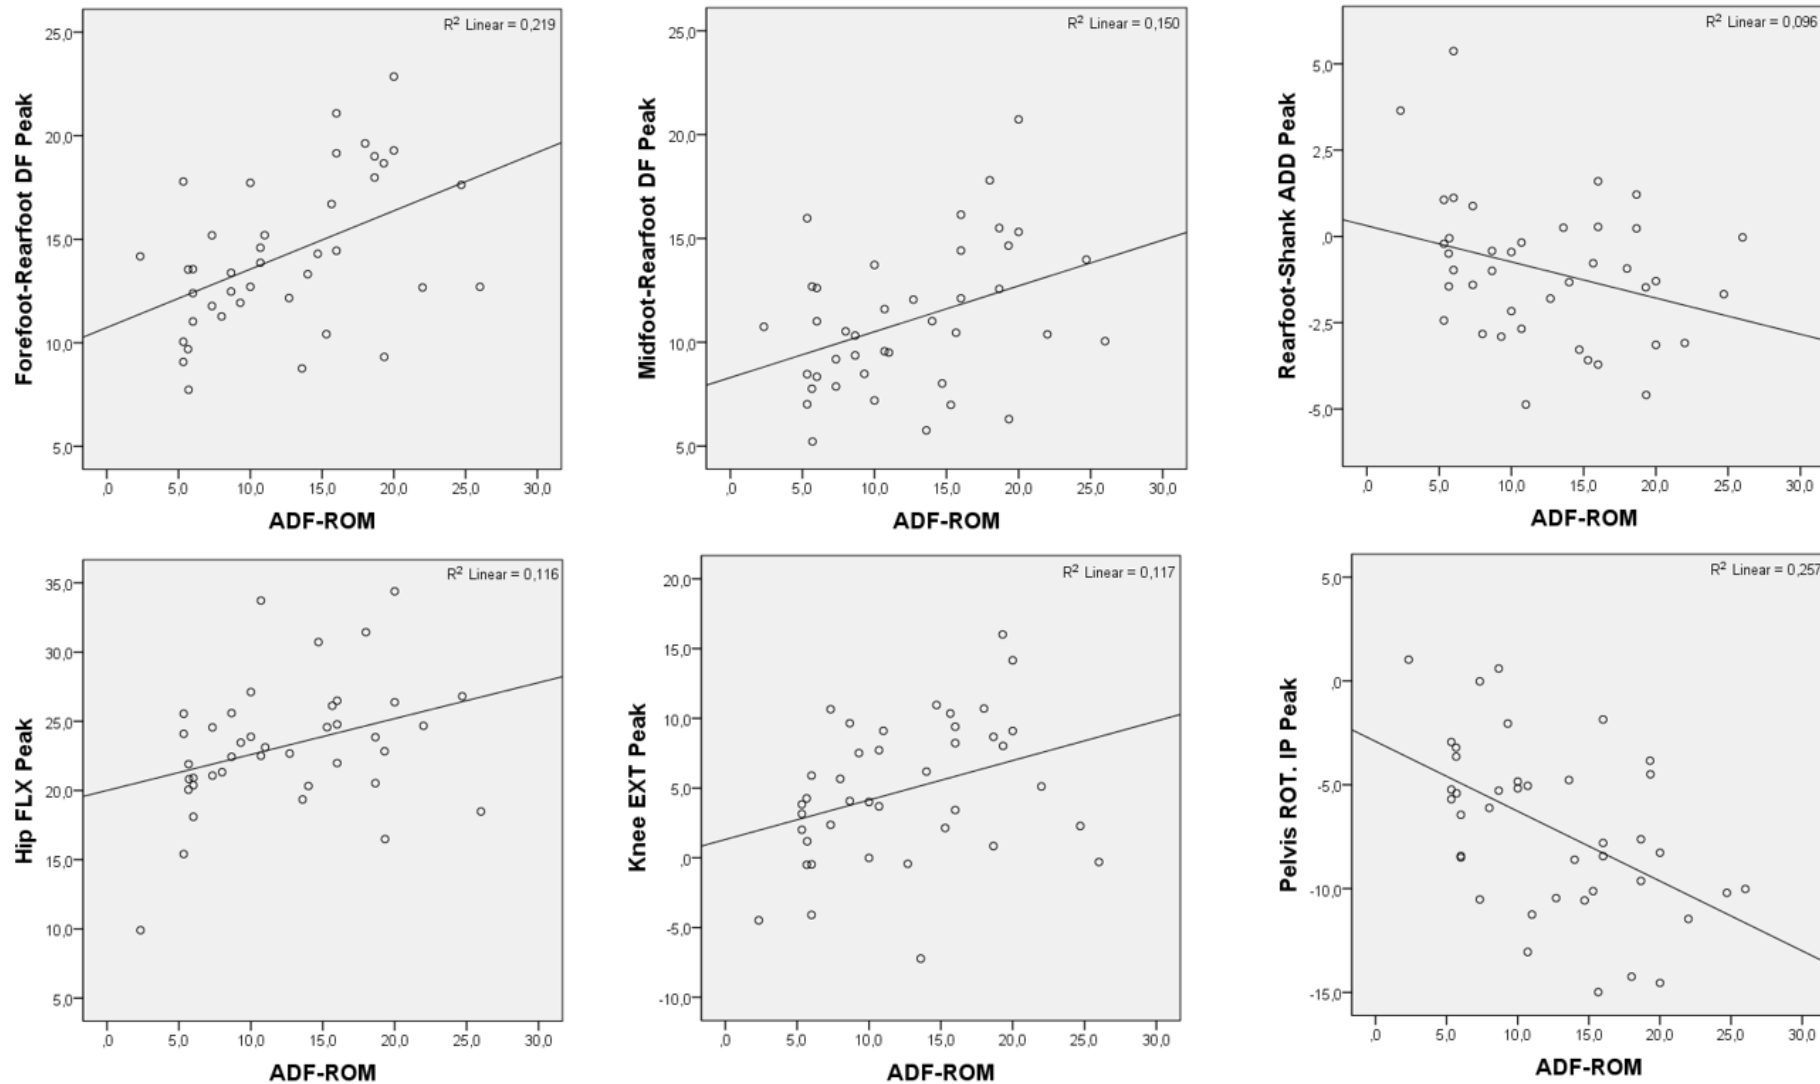 R² Linear = 0,219
25,0
20,0
15,0
10,0
5,0
Forefoot-Rearfoot DF Peak
,0 5,0 10,0 15,0 20,0 25,0 30,0
ADF-ROM
R² Linear = 0,150
25,0
20,0
15,0
10,0
5,0
Midfoot-Rearfoot DF Peak
,0 5,0 10,0 15,0 20,0 25,0 30,0
ADF-ROM
R² Linear = 0,096
5,0
2,5
,0
-2,5
-5,0
Rearfoot-Shank ADD Peak
,0 5,0 10,0 15,0 20,0 25,0 30,0
ADF-ROM
R² Linear = 0,116
35,0
30,0
25,0
20,0
15,0
10,0
5,0
Hip FLX Peak
,0 5,0 10,0 15,0 20,0 25,0 30,0
ADF-ROM
R² Linear = 0,117
20,0
15,0
10,0
5,0
,0
-5,0
-10,0
Knee EXT Peak
,0 5,0 10,0 15,0 20,0 25,0 30,0
ADF-ROM
R² Linear = 0,257
5,0
,0
-5,0
-10,0
-15,0
Pelvis ROT. IP Peak
,0 5,0 10,0 15,0 20,0 25,0 30,0
ADF-ROM